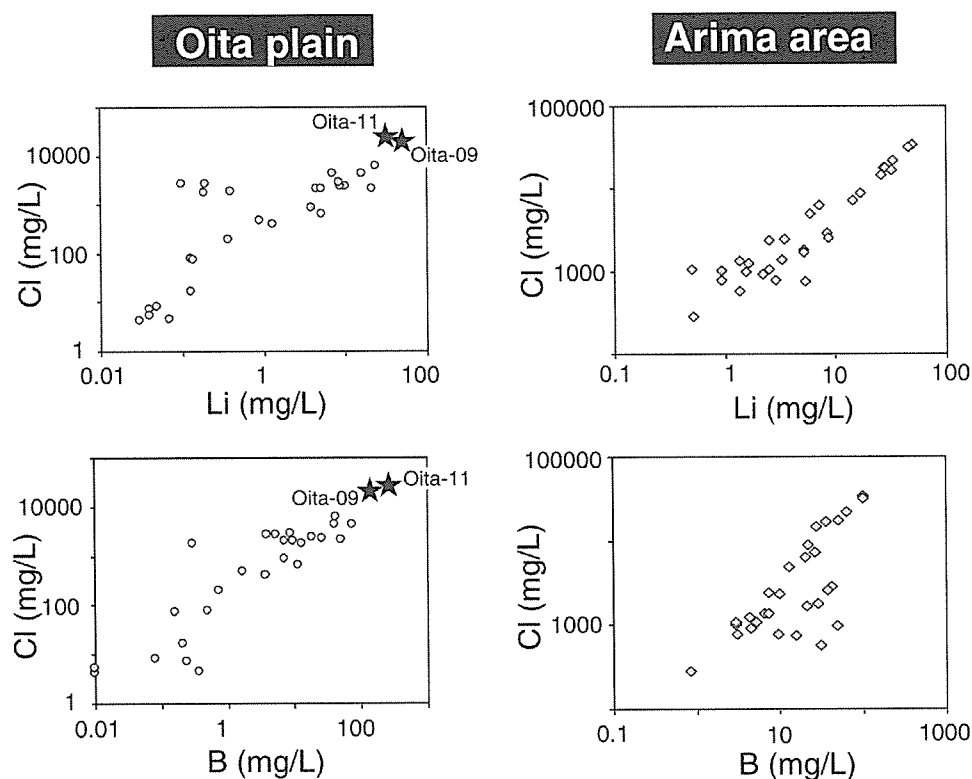 Oita plain
Arima area
Cl (mg/L)
10000
100
1
0.01
1
100
Li (mg/L)
Oita-11
Oita-09
Cl (mg/L)
100000
1000
0.1
1
10
100
Li (mg/L)
Cl (mg/L)
10000
100
1
0.01
1
100
B (mg/L)
Oita-09
Oita-11
Cl (mg/L)
100000
1000
0.1
10
1000
B (mg/L)